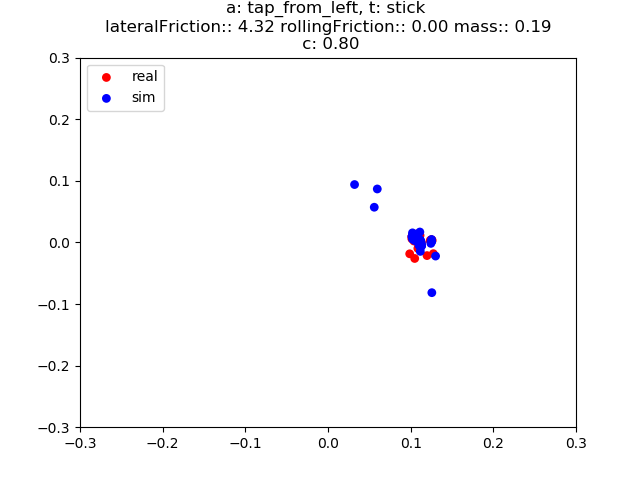 a: tap_from_left, t: stick
lateralFriction:: 4.32 rollingFriction:: 0.00 mass:: 0.19
c: 0.80
real
sim
0.3
0.2
0.1
0.0
−0.1
−0.2
−0.3
−0.3
−0.2
−0.1
0.0
0.1
0.2
0.3